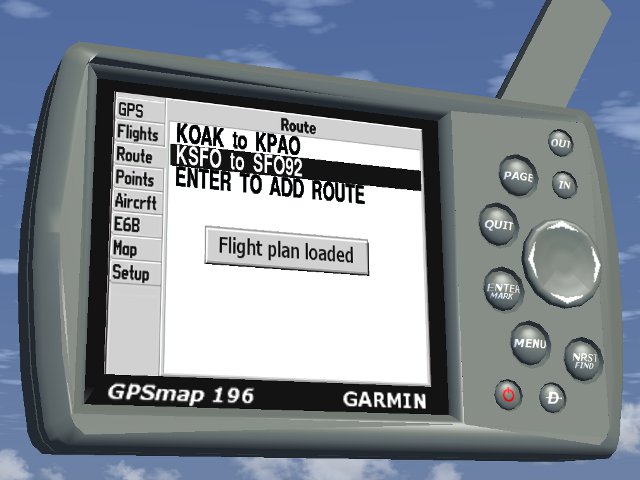 GPS
Flights
Route
Points
Aircrft
E6B
Map
Setup
Route
KOAK to KPAO
KSFO to SFO92
ENTER TO ADD ROUTE
Flight plan loaded
GPSmap 196
GARMIN
OUT
PAGE
IN
QUIT
ENTER
MARK
MENU
NRST
FIND
D